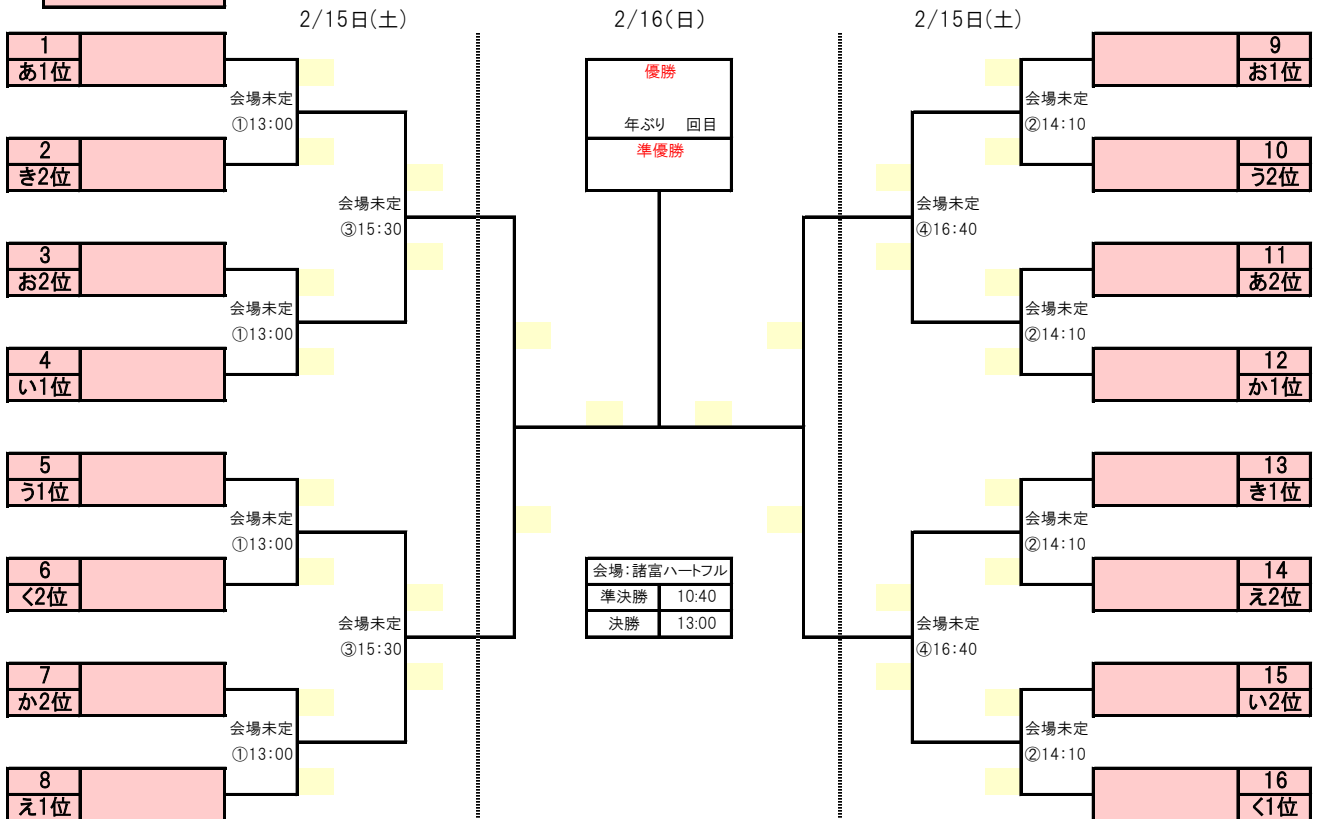 2/15日(土)
2/16(日)
2/15日(土)
1
あ1位
会場未定
①13:00
2
き2位
会場未定
③15:30
3
お2位
会場未定
①13:00
4
い1位
5
う1位
会場未定
①13:00
6
く2位
会場未定
③15:30
7
か2位
会場未定
①13:00
8
え1位
優勝
年ぶり 回目
準優勝
会場:諸富ハートフル
準決勝 10:40
決勝 13:00
9
お1位
会場未定
②14:10
10
う2位
会場未定
④16:40
11
あ2位
会場未定
②14:10
12
か1位
13
き1位
会場未定
②14:10
14
え2位
会場未定
④16:40
15
い2位
会場未定
②14:10
16
く1位